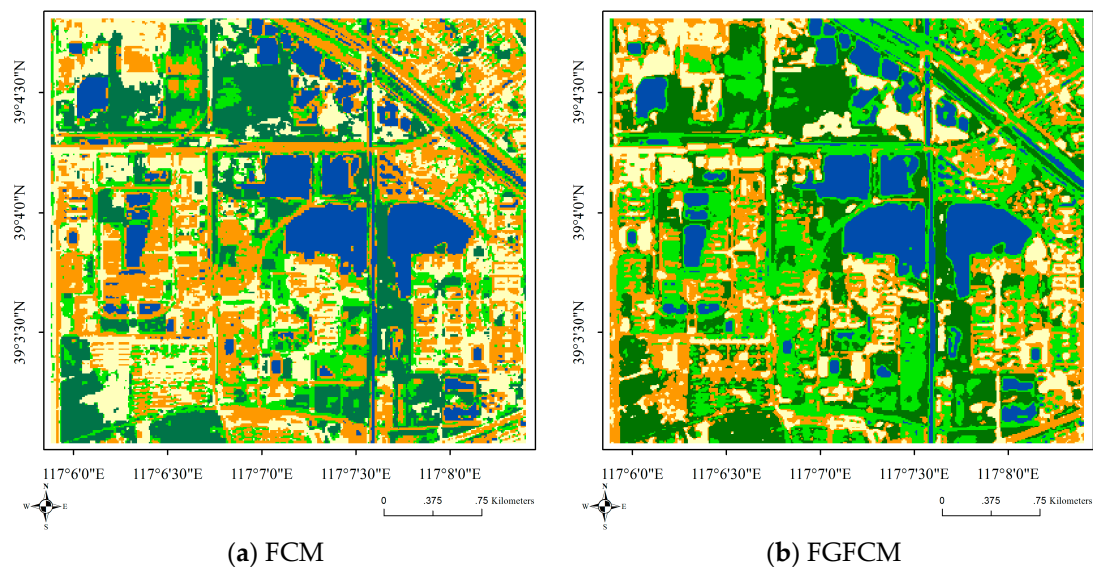 39°4'30"N
39°4'0"N
39°3'30"N
117°6'0"E 117°6'30"E 117°7'0"E 117°7'30"E 117°8'0"E
N
W E
S
0 .375 .75 Kilometers
(a) FCM
39°4'30"N
39°4'0"N
39°3'30"N
117°6'0"E 117°6'30"E 117°7'0"E 117°7'30"E 117°8'0"E
N
W E
S
0 .375 .75 Kilometers
(b) FGFCM